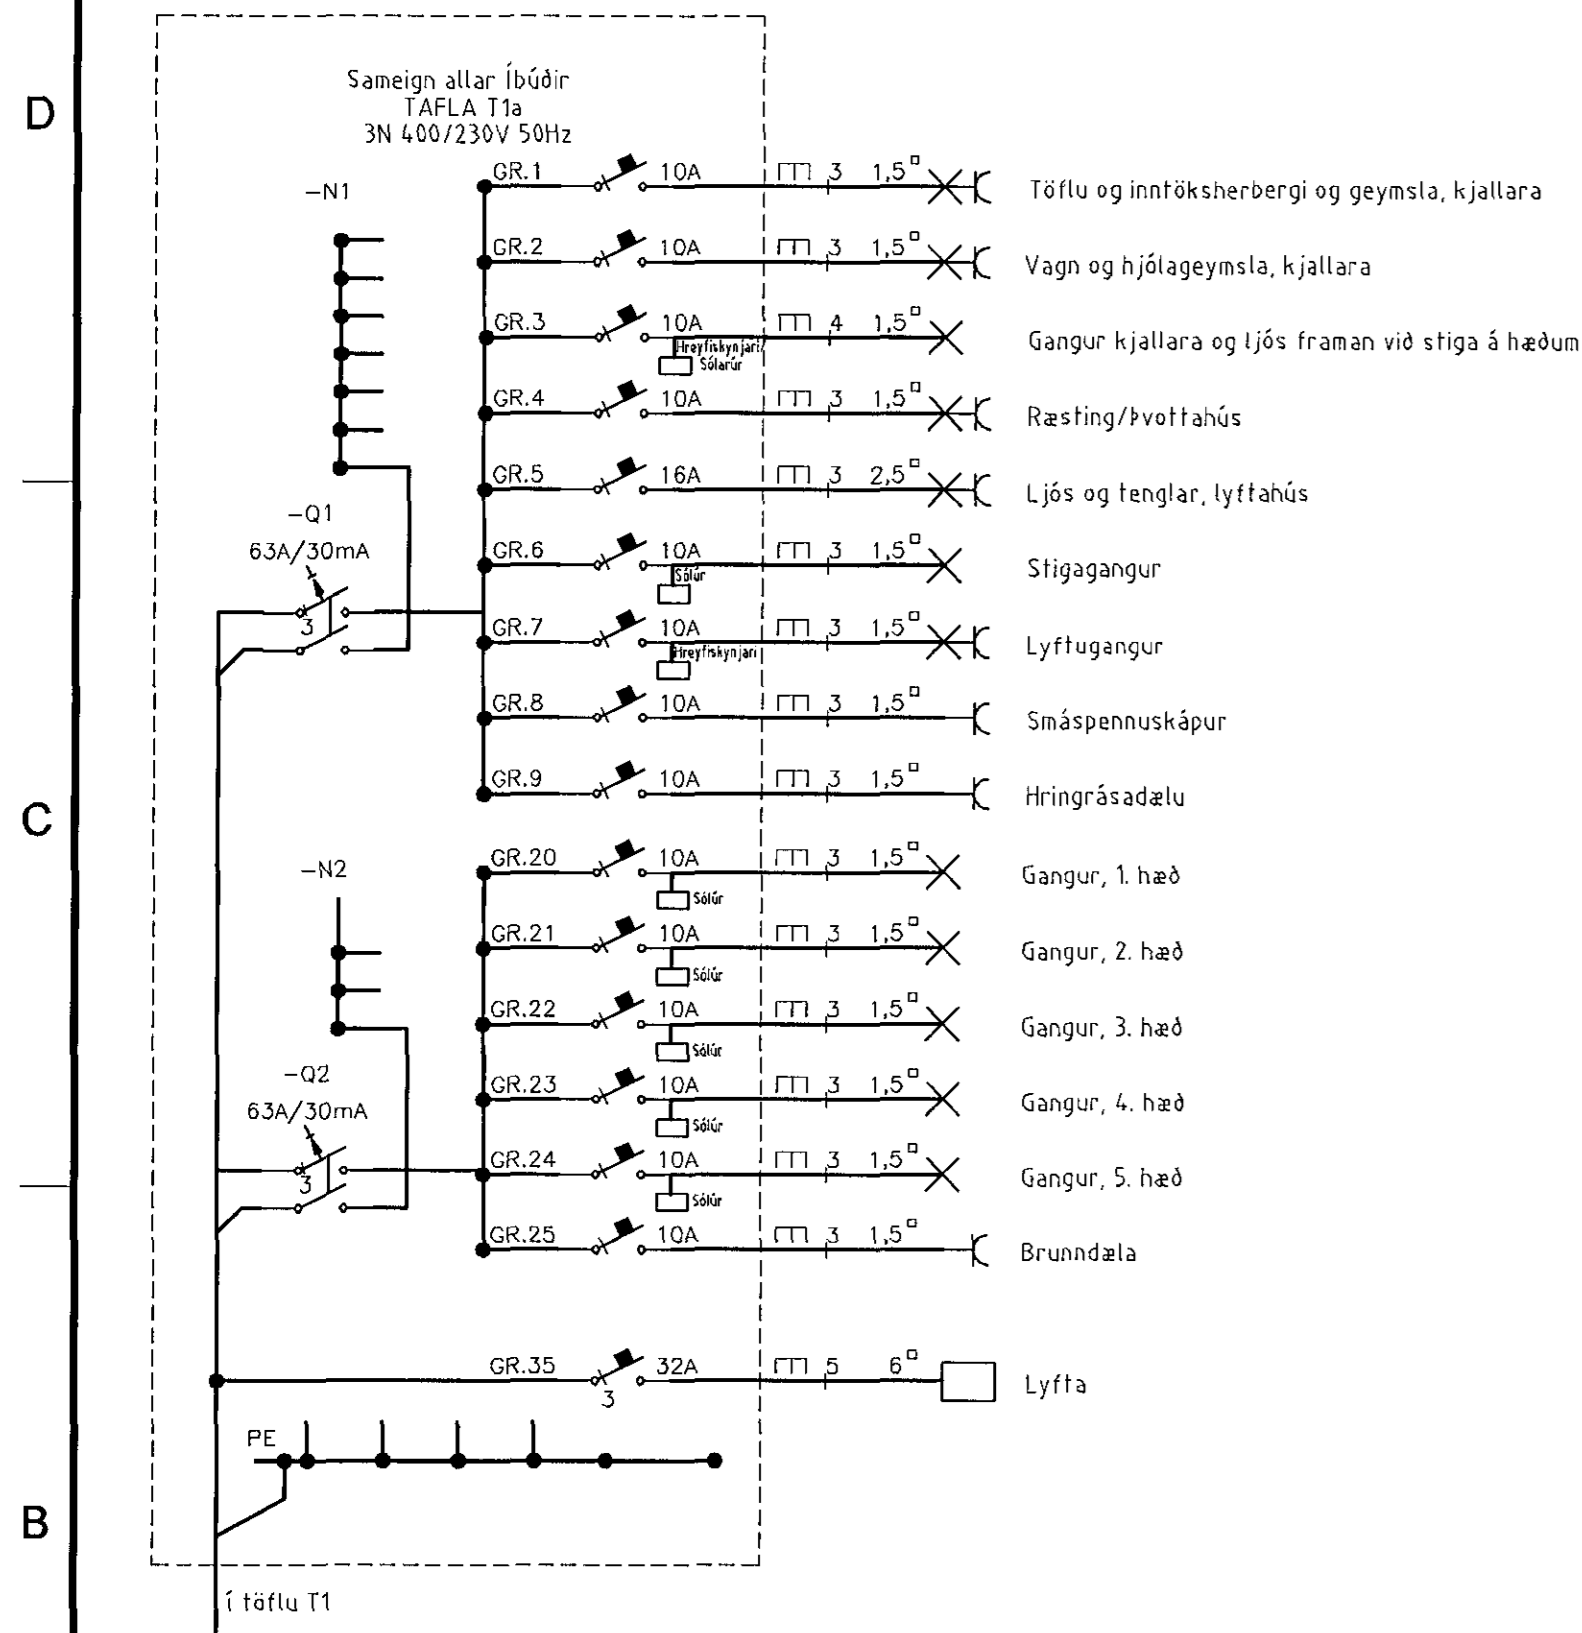 D
Sameign allar Íbúðir
TAFLA T1a
3N 400/230V 50Hz
GR.1 10A 3 1,5 Töflu og inntöksherbergi og geymsla, kjallara
-N1
GR.2 10A 3 1,5 Vagn og hjólageymsla, kjallara
GR.3 10A 4 1,5 Gangur kjallara og ljós framan við stiga á hæðum
Hreyfiskynjari/
Sólarúr
GR.4 10A 3 1,5 Ræsting/Þvottahús
GR.5 16A 3 2,5 Ljós og tenglar, lyftahús
-Q1
63A/30mA
3
GR.6 10A 3 1,5 Stigagangur
Sólúr
GR.7 10A 3 1,5 Lyftugangur
Hreyfiskynjari
GR.8 10A 3 1,5 Smáspennuskápur
GR.9 10A 3 1,5 Hringrásadælu
C
-N2
GR.20 10A 3 1,5 Gangur, 1. hæð
Sólúr
GR.21 10A 3 1,5 Gangur, 2. hæð
Sólúr
GR.22 10A 3 1,5 Gangur, 3. hæð
Sólúr
-Q2
63A/30mA
3
GR.23 10A 3 1,5 Gangur, 4. hæð
Sólúr
GR.24 10A 3 1,5 Gangur, 5. hæð
Sólúr
GR.25 10A 3 1,5 Brunndæla
GR.35 3 32A 5 6 Lyfta
PE
B
í töflu T1